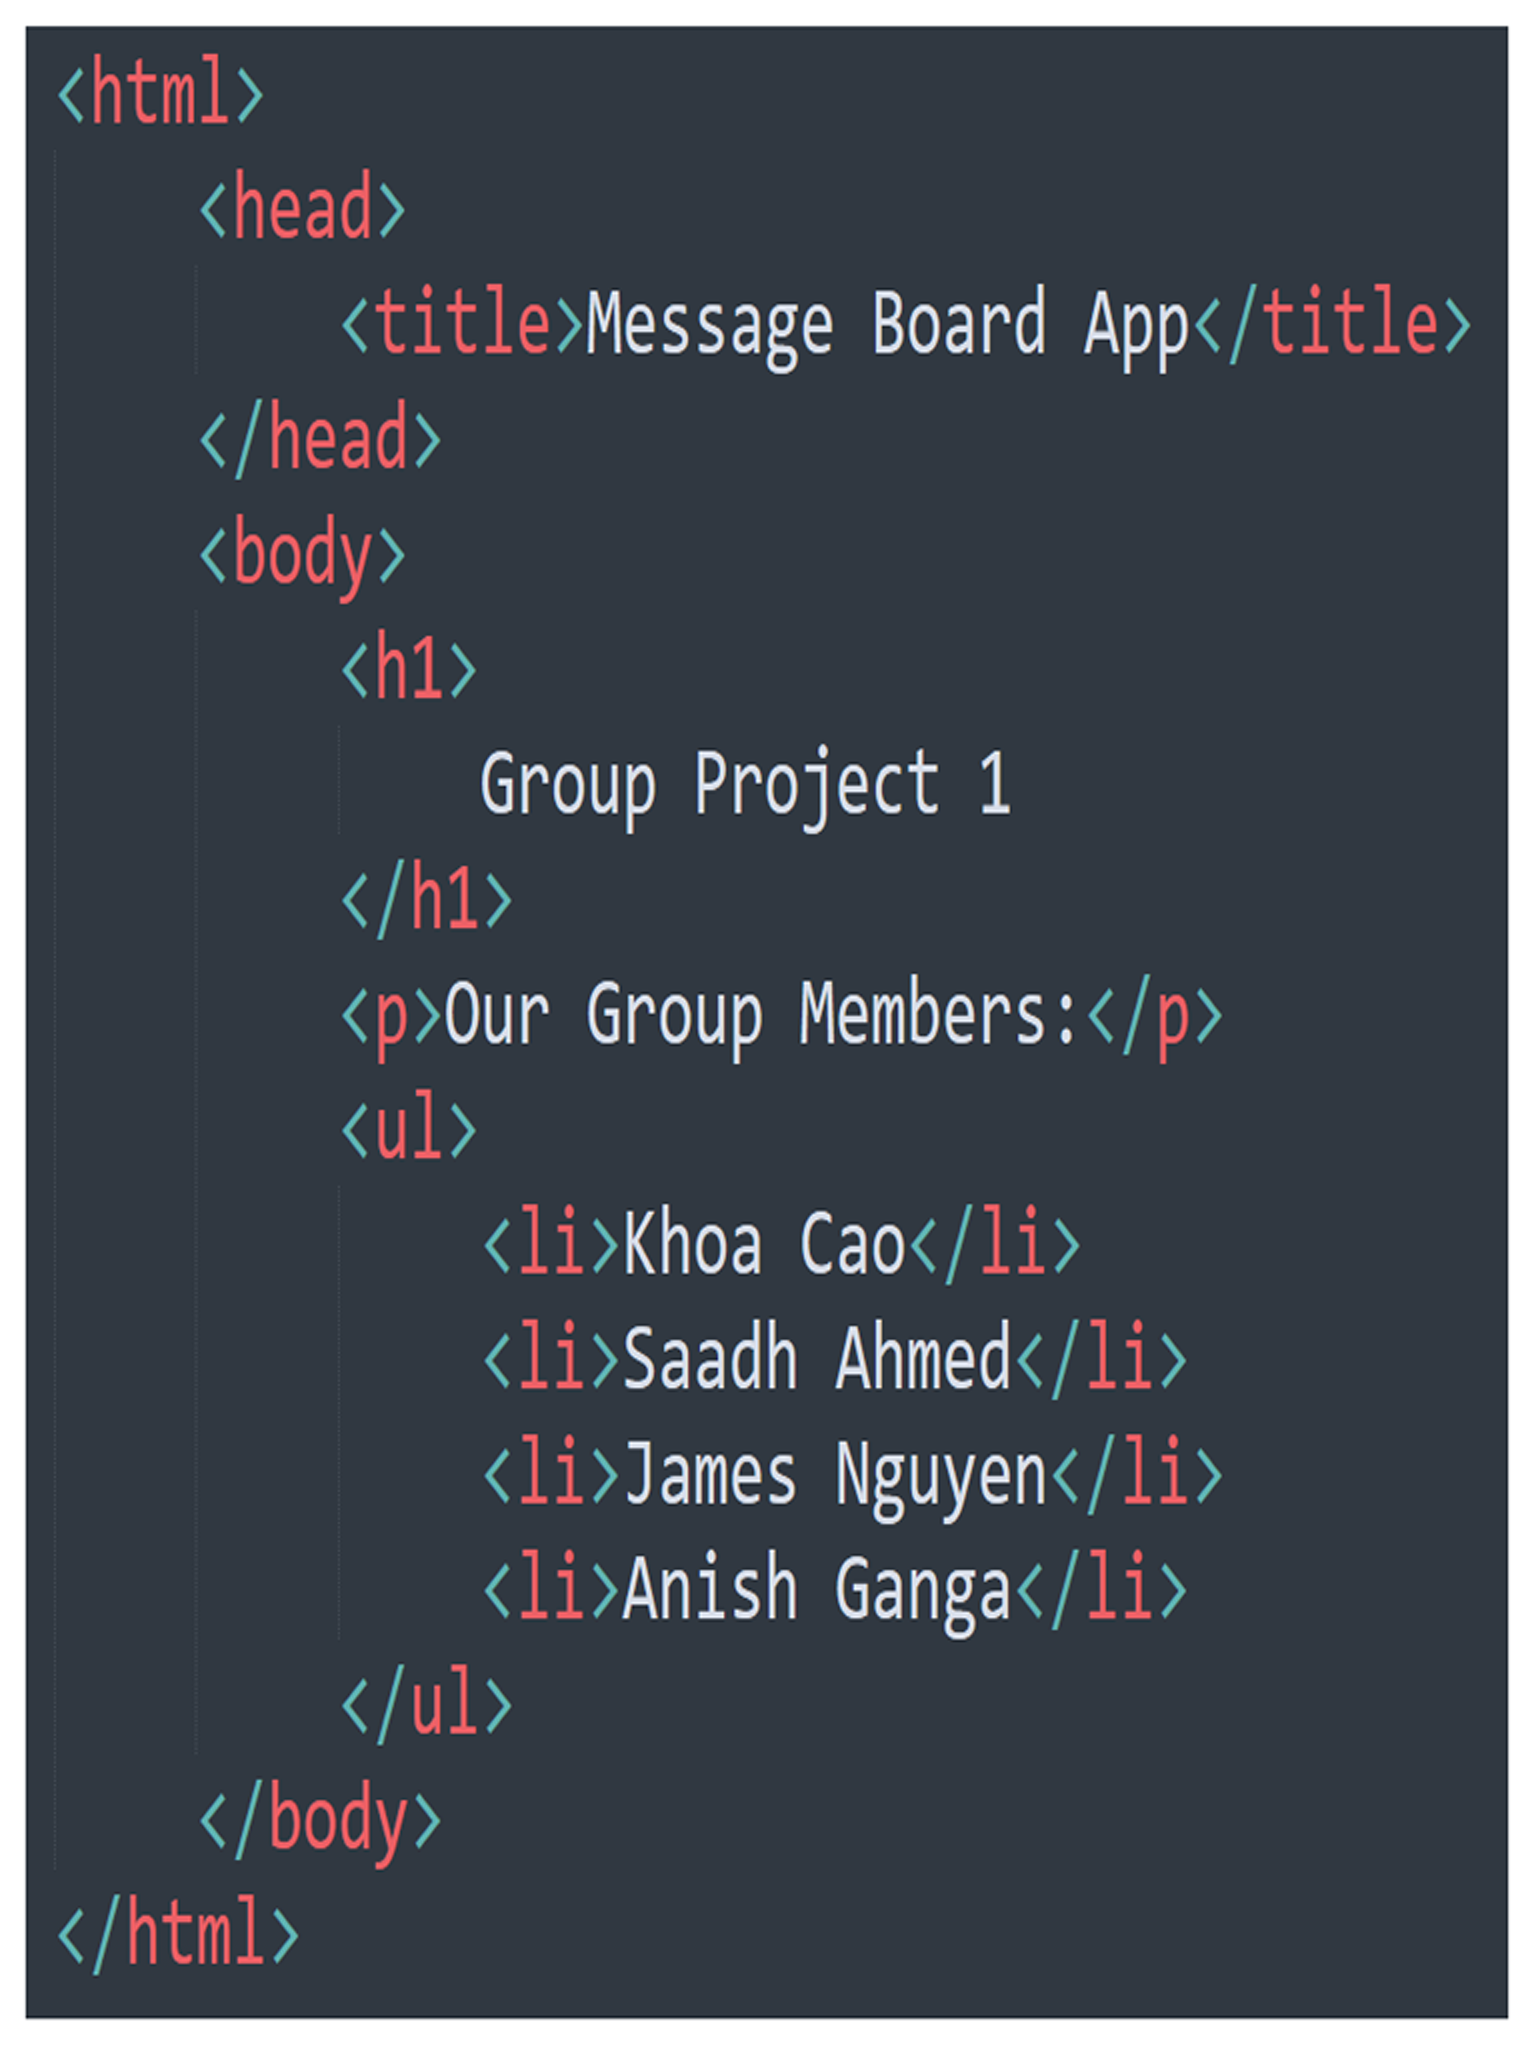 <html>
<head>
<title>Message Board App</title>
</head>
<body>
<h1>
Group Project 1
</h1>
<p>Our Group Members:</p>
<ul>
<li>Khoa Cao</li>
<li>Saadh Ahmed</li>
<li>James Nguyen</li>
<li>Anish Ganga</li>
</ul>
</body>
</html>